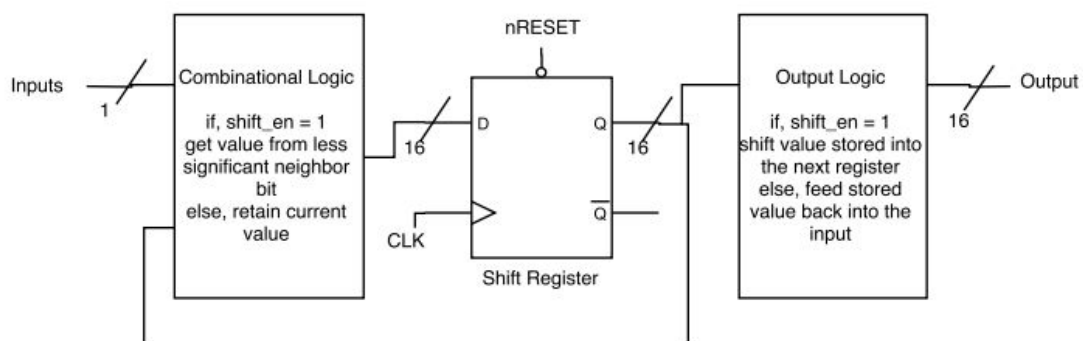 nRESET
Inputs
1
Combinational Logic
if, shift_en = 1
get value from less
significant neighbor
bit
else, retain current
value
16
D
Q
Q
CLK
Shift Register
16
Output Logic
if, shift_en = 1
shift value stored into
the next register
else, feed stored
value back into the
input
16
Output